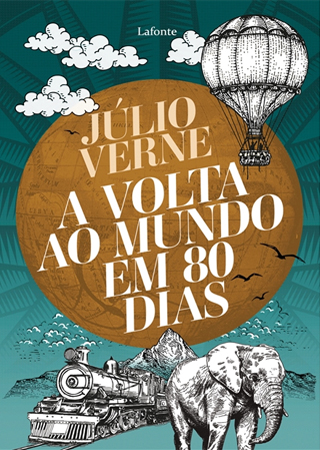 Lafonte
JÚLIO
VERNE
A VOLTA
AO MUNDO
EM 80
DIAS